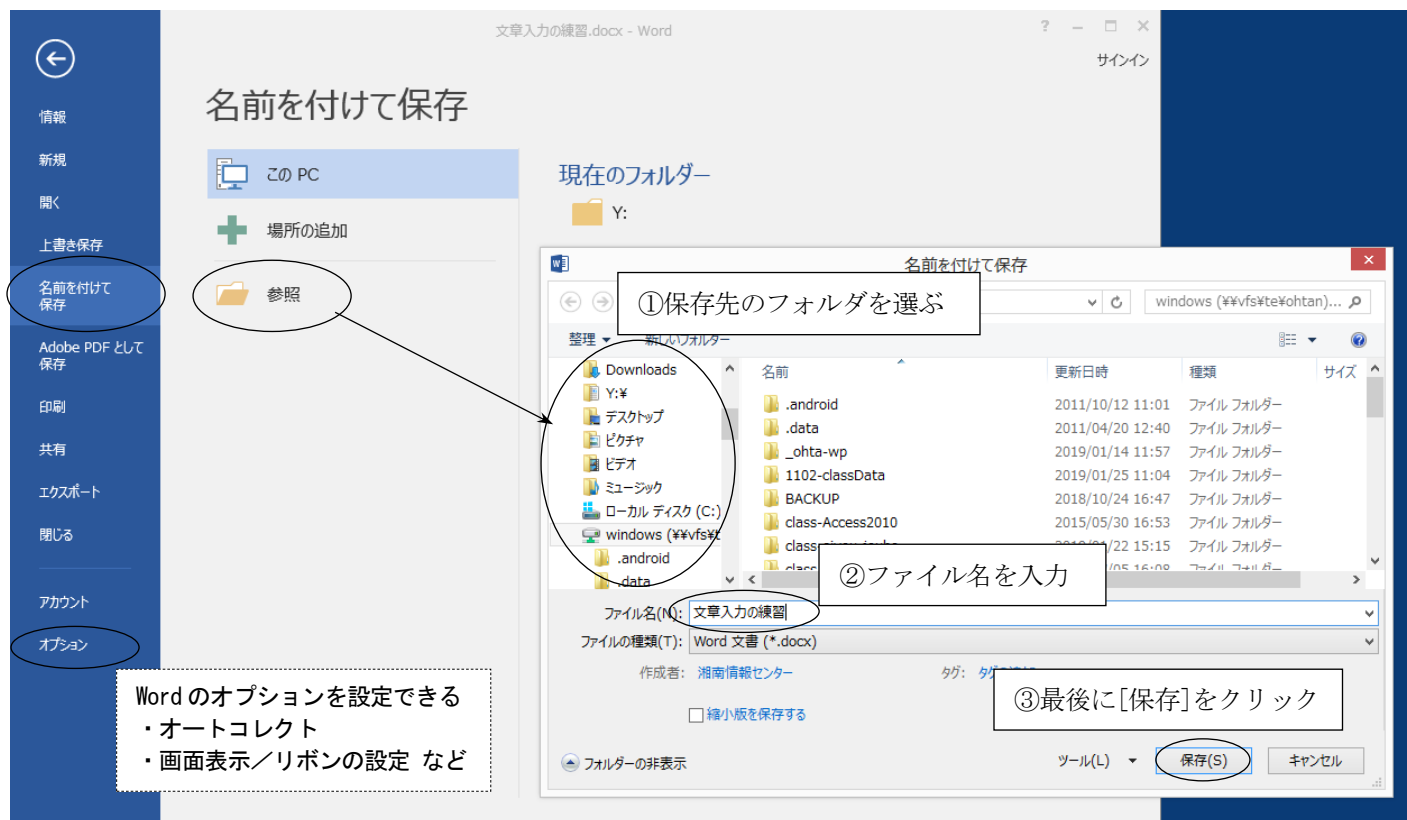 文章入力の練習.docx - Word
? － □ ×
サインイン
情報
新規
開く
上書き保存
名前を付けて
保存
Adobe PDF として
保存
印刷
共有
エクスポート
閉じる
アカウント
オプション
名前を付けて保存
この PC
場所の追加
参照
現在のフォルダー
Y:
名前を付けて保存
①保存先のフォルダを選ぶ
windows (¥¥vfs¥te¥ohtan)...
整理 新しいフォルダー
Downloads
Y:¥
デスクトップ
ピクチャ
ビデオ
ミュージック
ローカル ディスク (C:)
windows (¥¥vfs¥t
.android
.data
名前 更新日時 種類 サイズ
.android 2011/10/12 11:01 ファイル フォルダー
.data 2011/04/20 12:40 ファイル フォルダー
_ohta-wp 2019/01/14 11:57 ファイル フォルダー
1102-classData 2019/01/25 11:04 ファイル フォルダー
BACKUP 2018/10/24 16:47 ファイル フォルダー
class-Access2010 2015/05/30 16:53 ファイル フォルダー
15:15 ファイル フォルダー
②ファイル名を入力
ファイル名(N): 文章入力の練習
ファイルの種類(T): Word 文書 (*.docx)
作成者: 湘南情報センター タグ:
③最後に[保存]をクリック
縮小版を保存する
フォルダーの非表示
ツール(L) 保存(S) キャンセル
Wordのオプションを設定できる
・オートコレクト
・画面表示／リボンの設定 など